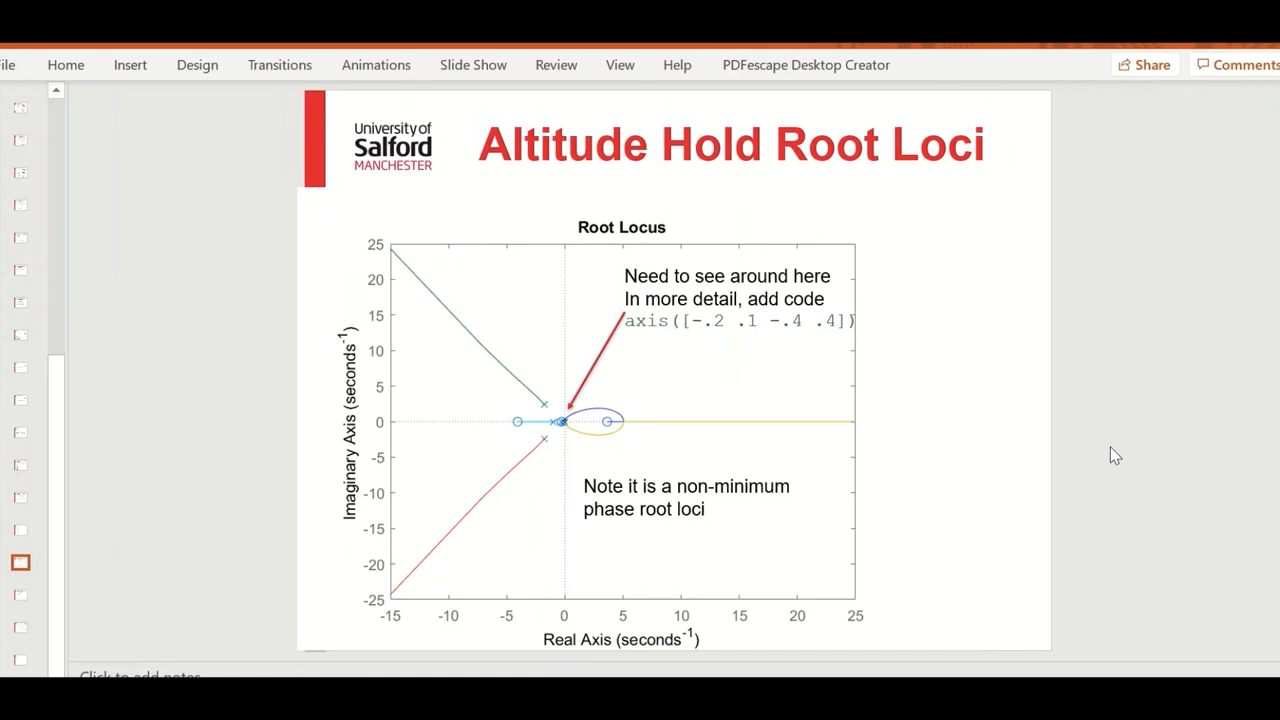 File
Home
Insert
Design
Transitions
Animations
Slide Show
Review
View
Help
PDFescape Desktop Creator
Share
Comments
University of
Salford
MANCHESTER
Altitude Hold Root Loci
Root Locus
Need to see around here
In more detail, add code
axis([-.2 .1 -.4 .4])
Note it is a non-minimum
phase root loci
Imaginary Axis (seconds-1)
25
20
15
10
5
0
-5
-10
-15
-20
-25
-15
-10
-5
0
5
10
15
20
25
Real Axis (seconds-1)
Click to add notes